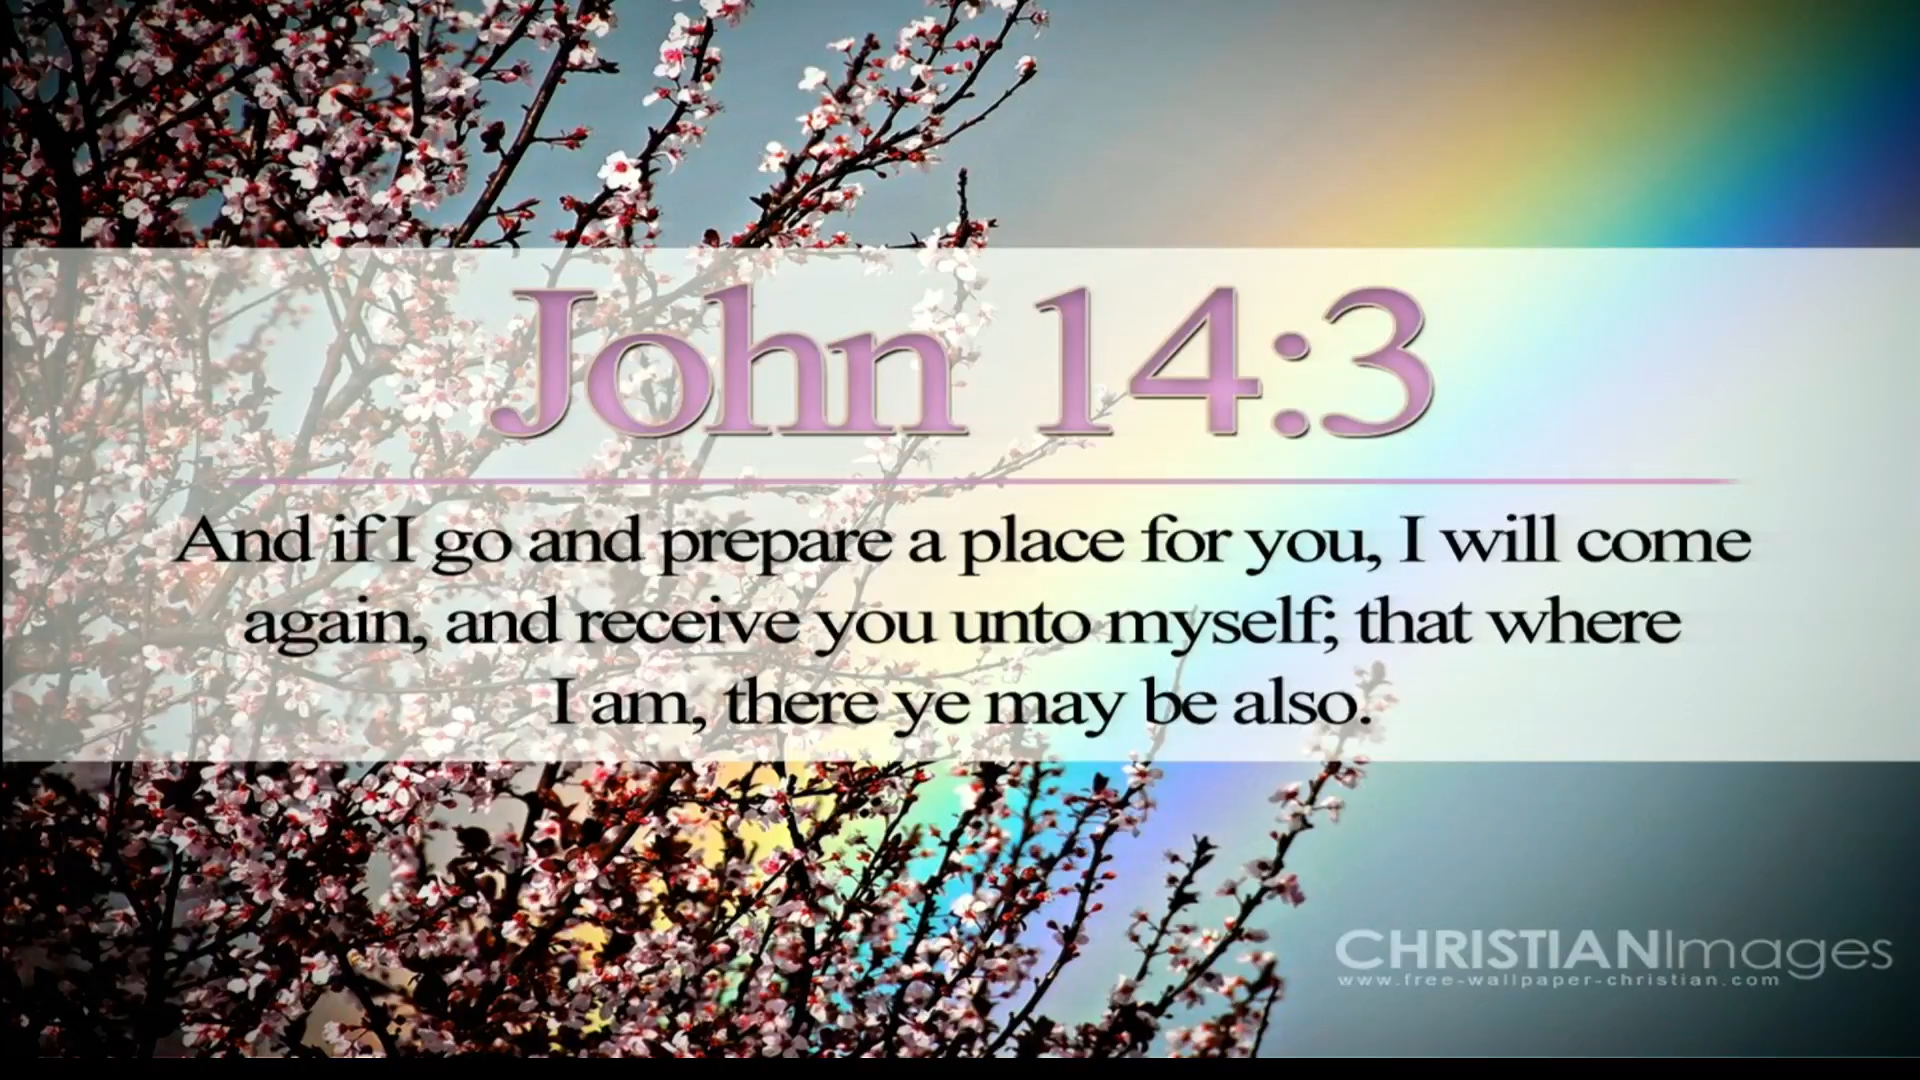 John 14:3
And if I go and prepare a place for you, I will come
again, and receive you unto myself; that where
I am, there ye may be also.
CHRISTIANImages
www.free-wallpaper-christian.com